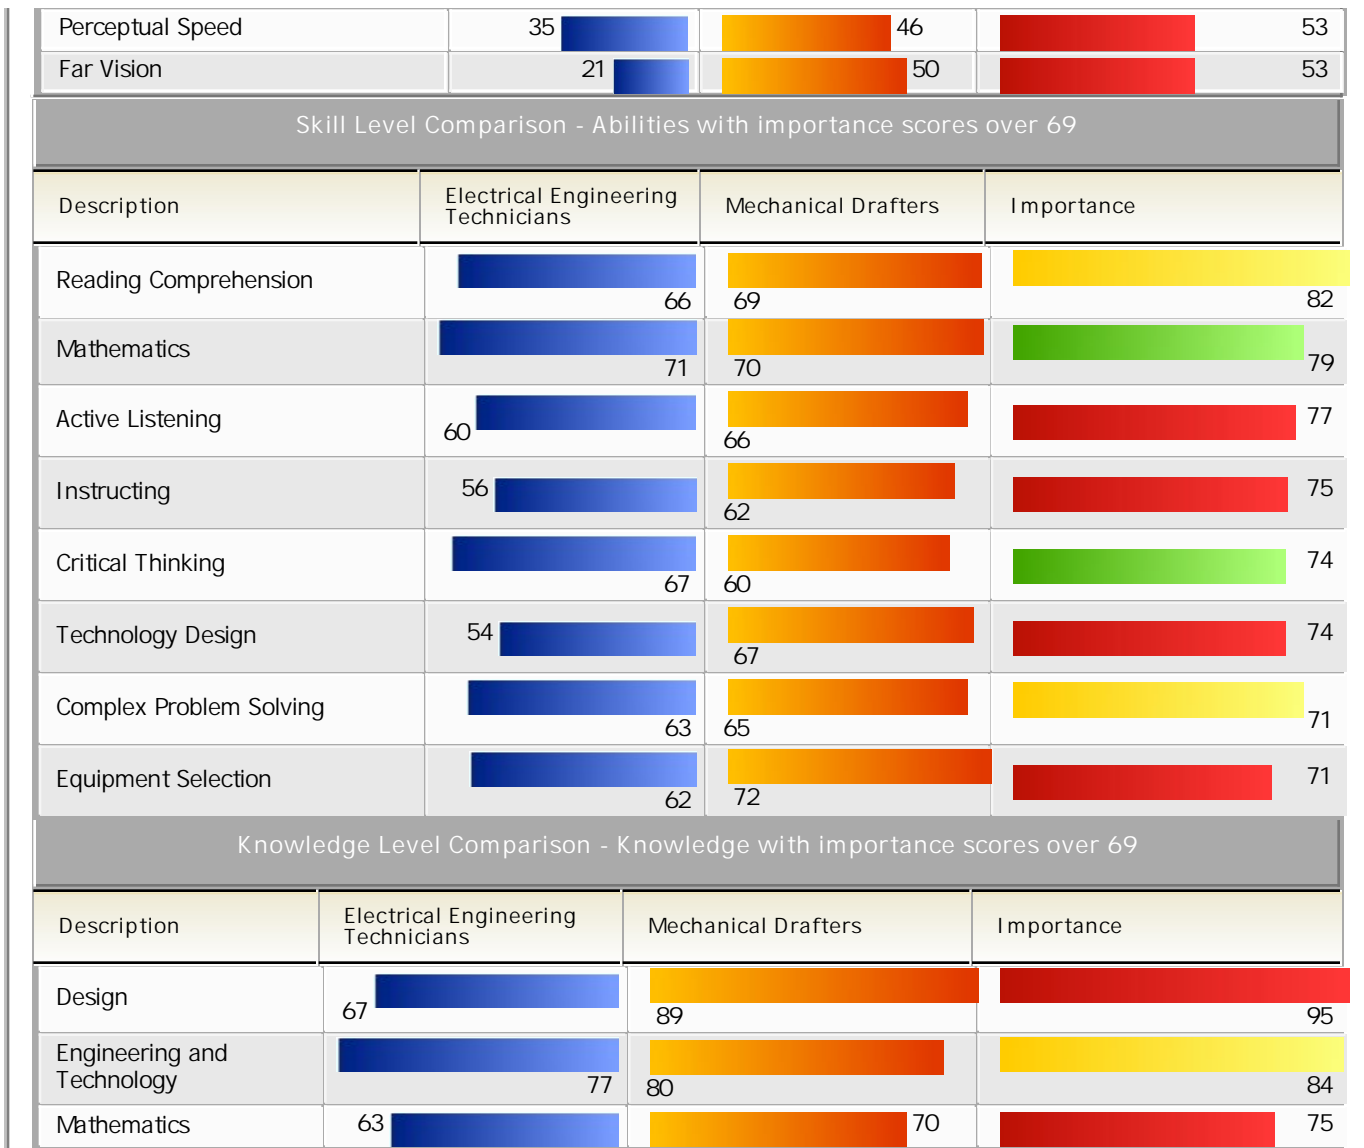 Perceptual Speed 35 46 53
Far Vision 21 50 53
Skill Level Comparison - Abilities with importance scores over 69
Description Electrical Engineering Technicians Mechanical Drafters Importance
Reading Comprehension 66 69 82
Mathematics 71 70 79
Active Listening 60 66 77
Instructing 56 62 75
Critical Thinking 67 60 74
Technology Design 54 67 74
Complex Problem Solving 63 65 71
Equipment Selection 62 72 71
Knowledge Level Comparison - Knowledge with importance scores over 69
Description Electrical Engineering Technicians Mechanical Drafters Importance
Design 67 89 95
Engineering and Technology 77 80 84
Mathematics 63 70 75